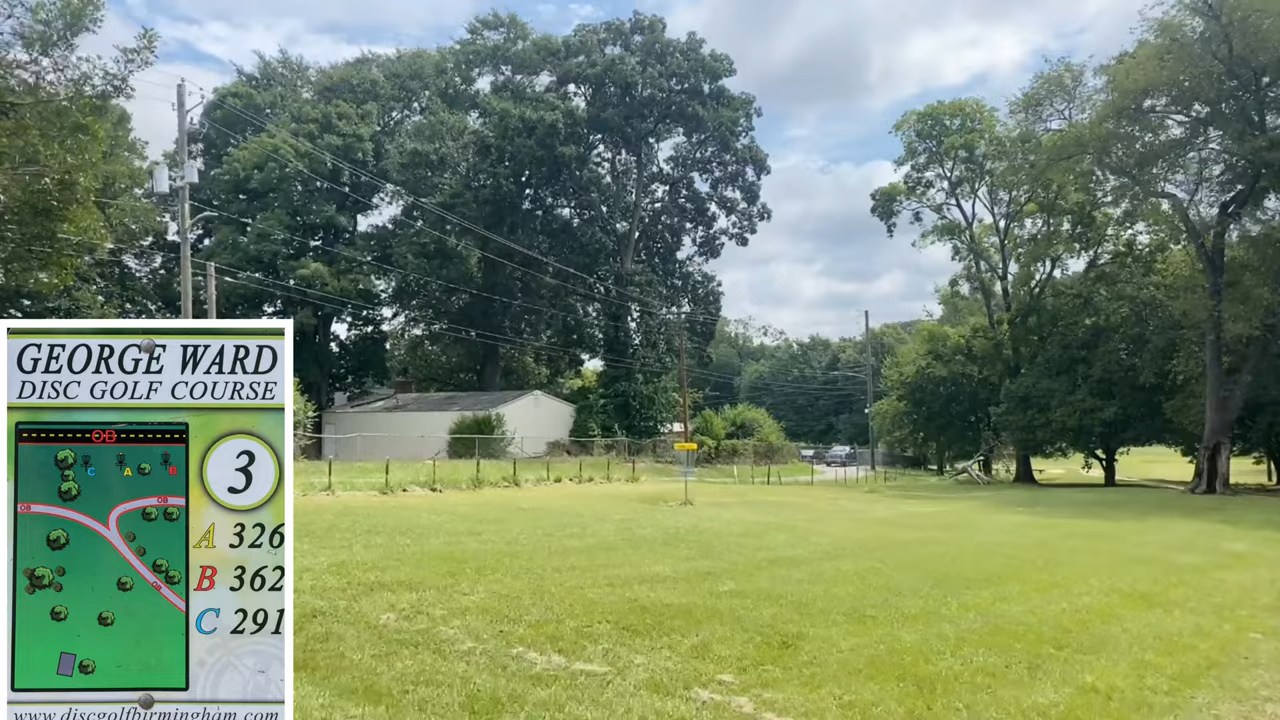 GEORGE WARD
DISC GOLF COURSE
OB
C
A
B
3
OB
OB
OB
A 326
B 362
C 291
www.discgolfbirmingham.com